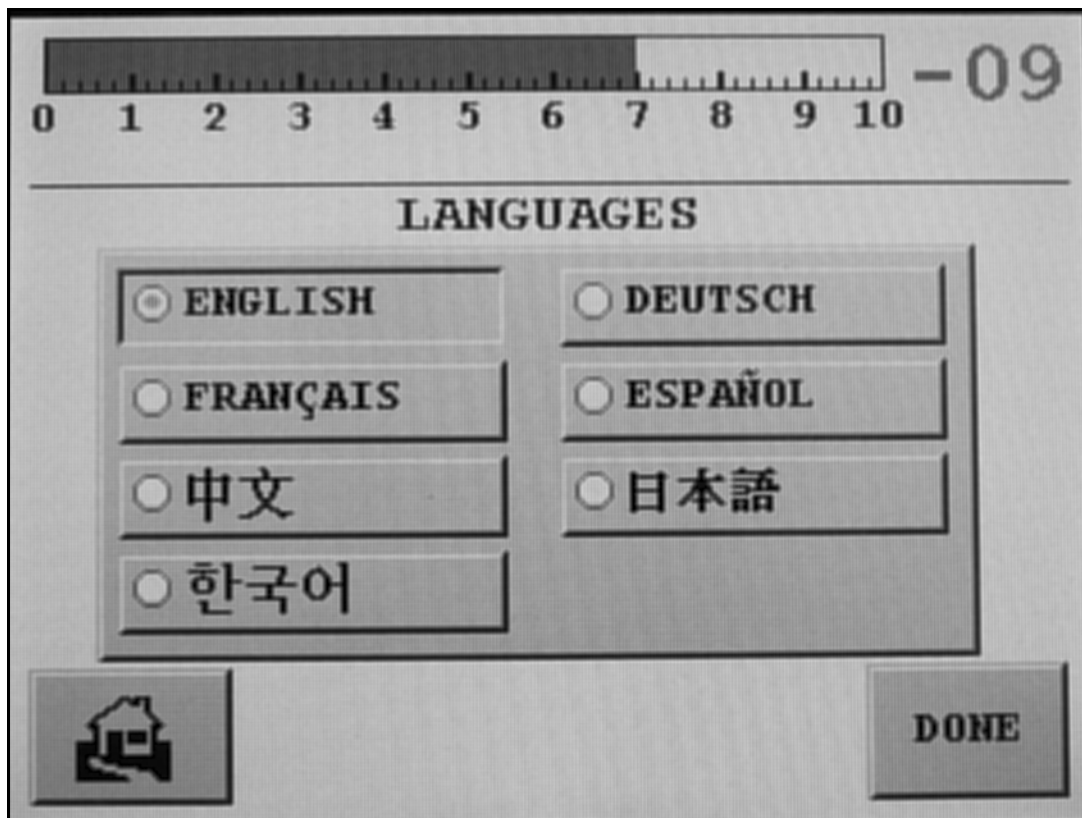 -09
0 1 2 3 4 5 6 7 8 9 10
LANGUAGES
ENGLISH DEUTSCH
FRANÇAIS ESPAÑOL
中文 日本語
한국어
DONE